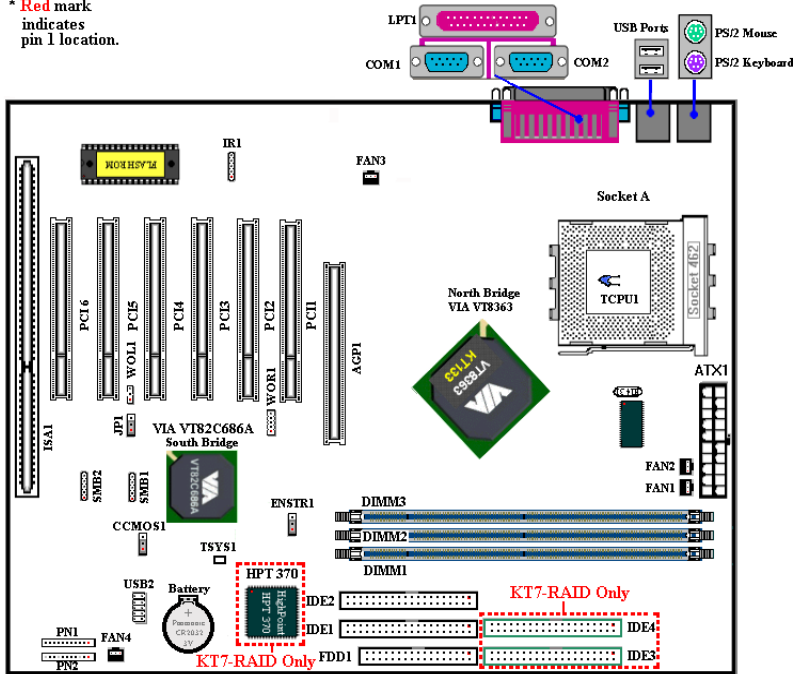 * Red mark
indicates
pin 1 location.
LPT1
COM1
COM2
USB Ports
PS/2 Mouse
PS/2 Keyboard
FLASH ROM
IR1
FAN3
Socket A
Socket 462
TCPU1
North Bridge
VIA VT8363
VT8363
KT133
VIA
ATX1
ISA1
PCI 6
PCI5
PCI4
PCI3
PCI2
PCI1
AGP1
WOL1
WOR1
JP1
VIA VT82C686A
South Bridge
VIA
VT82C686A
SMB2
SMB1
FAN2
FAN1
ENSTR1
DIMM3
DIMM2
DIMM1
CCMOS1
TSYS1
HPT 370
HighPoint
HPT 370
KT7-RAID Only
USB2
Battery
+
Panasonic
CR2032
3V
IDE2
IDE1
FDD1
KT7-RAID Only
IDE4
IDE3
PN1
PN2
FAN4